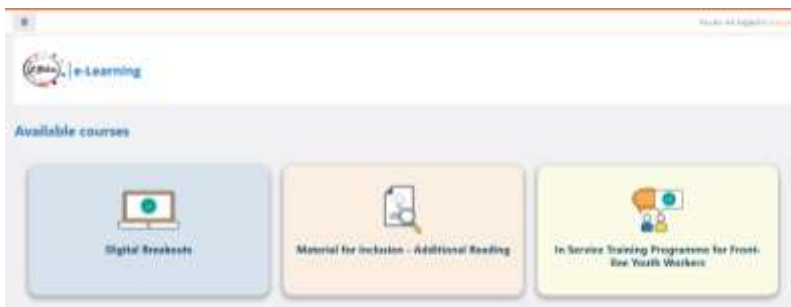 e-Learning
Available courses
Digital Breakouts
Material for Inclusion – Additional Reading
In Service Training Programme for Front-
line Youth Workers